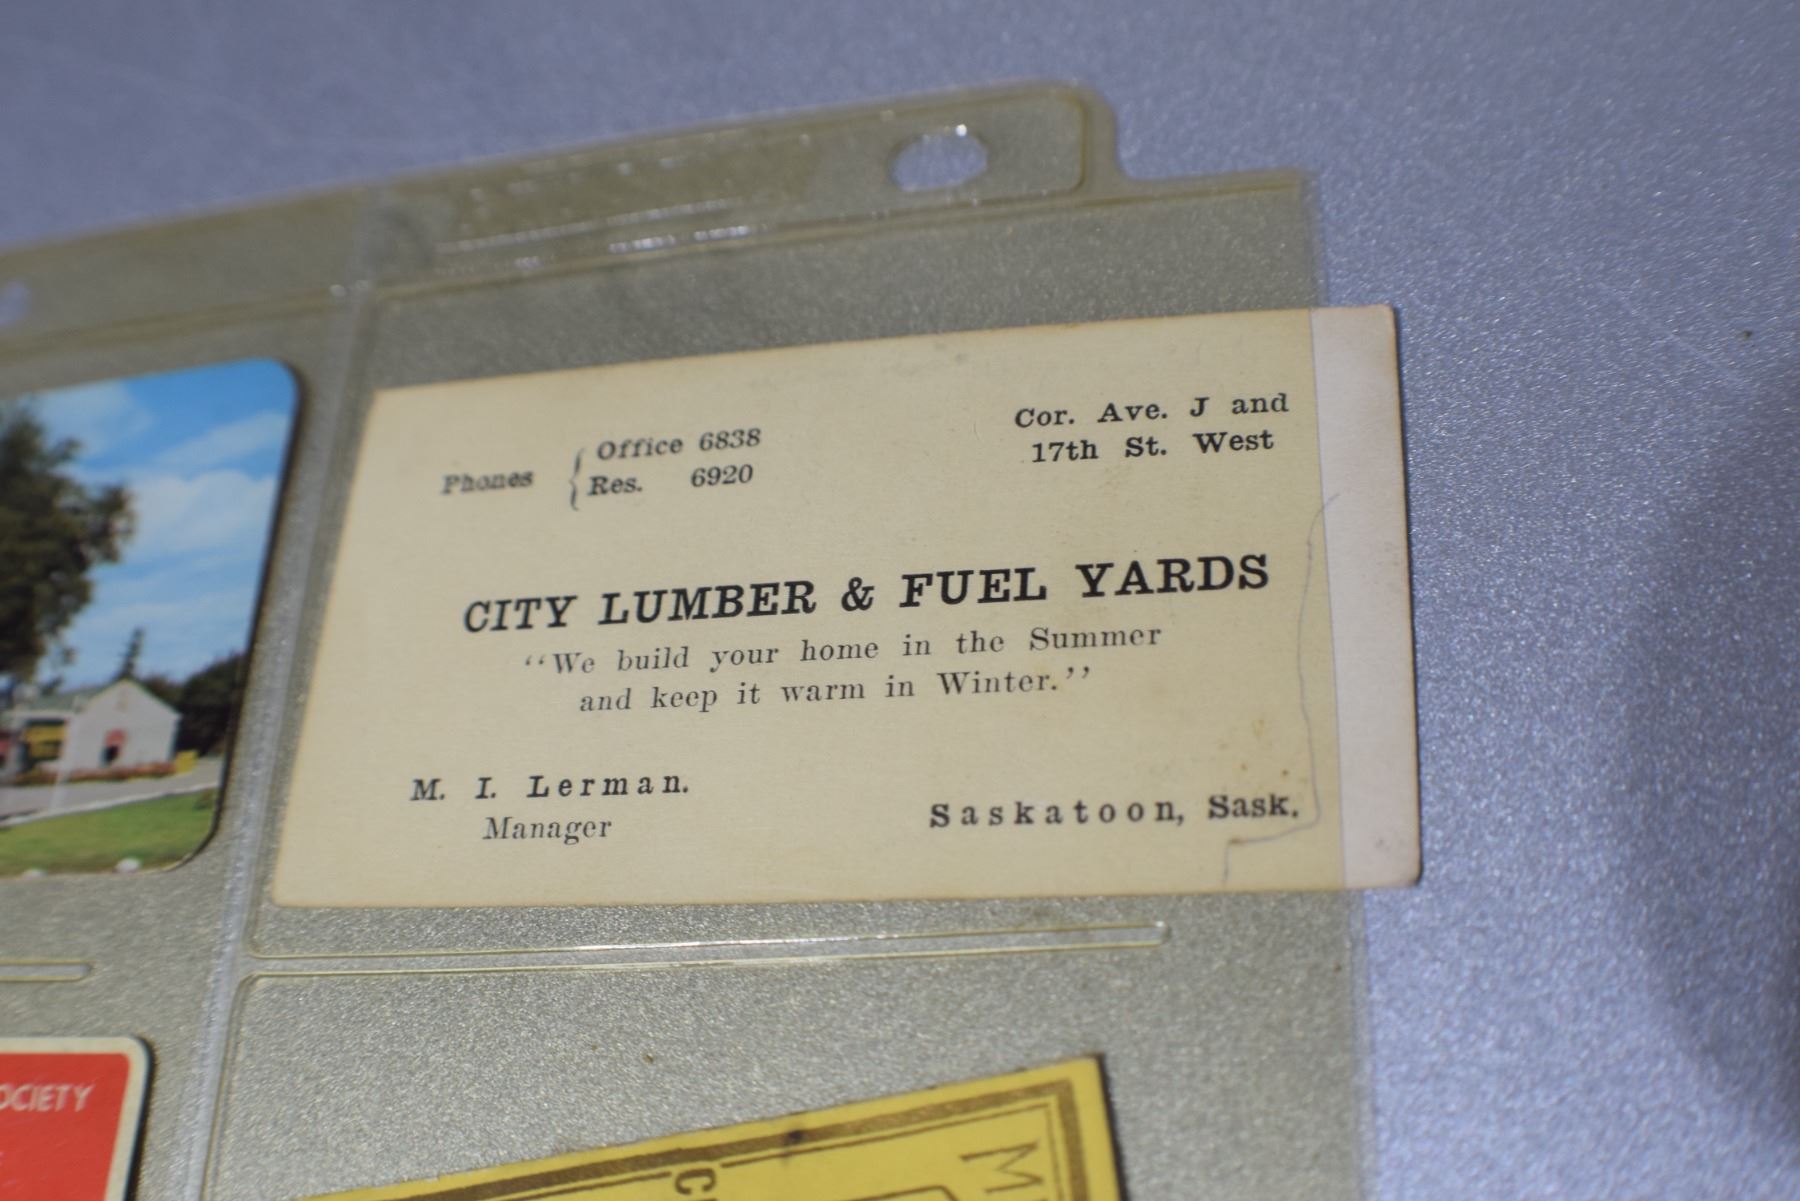 Phones { Office 6838
Res. 6920
Cor. Ave. J and
17th St. West
CITY LUMBER & FUEL YARDS
“We build your home in the Summer
and keep it warm in Winter.”
M. I. Lerman.
Manager
Saskatoon, Sask.